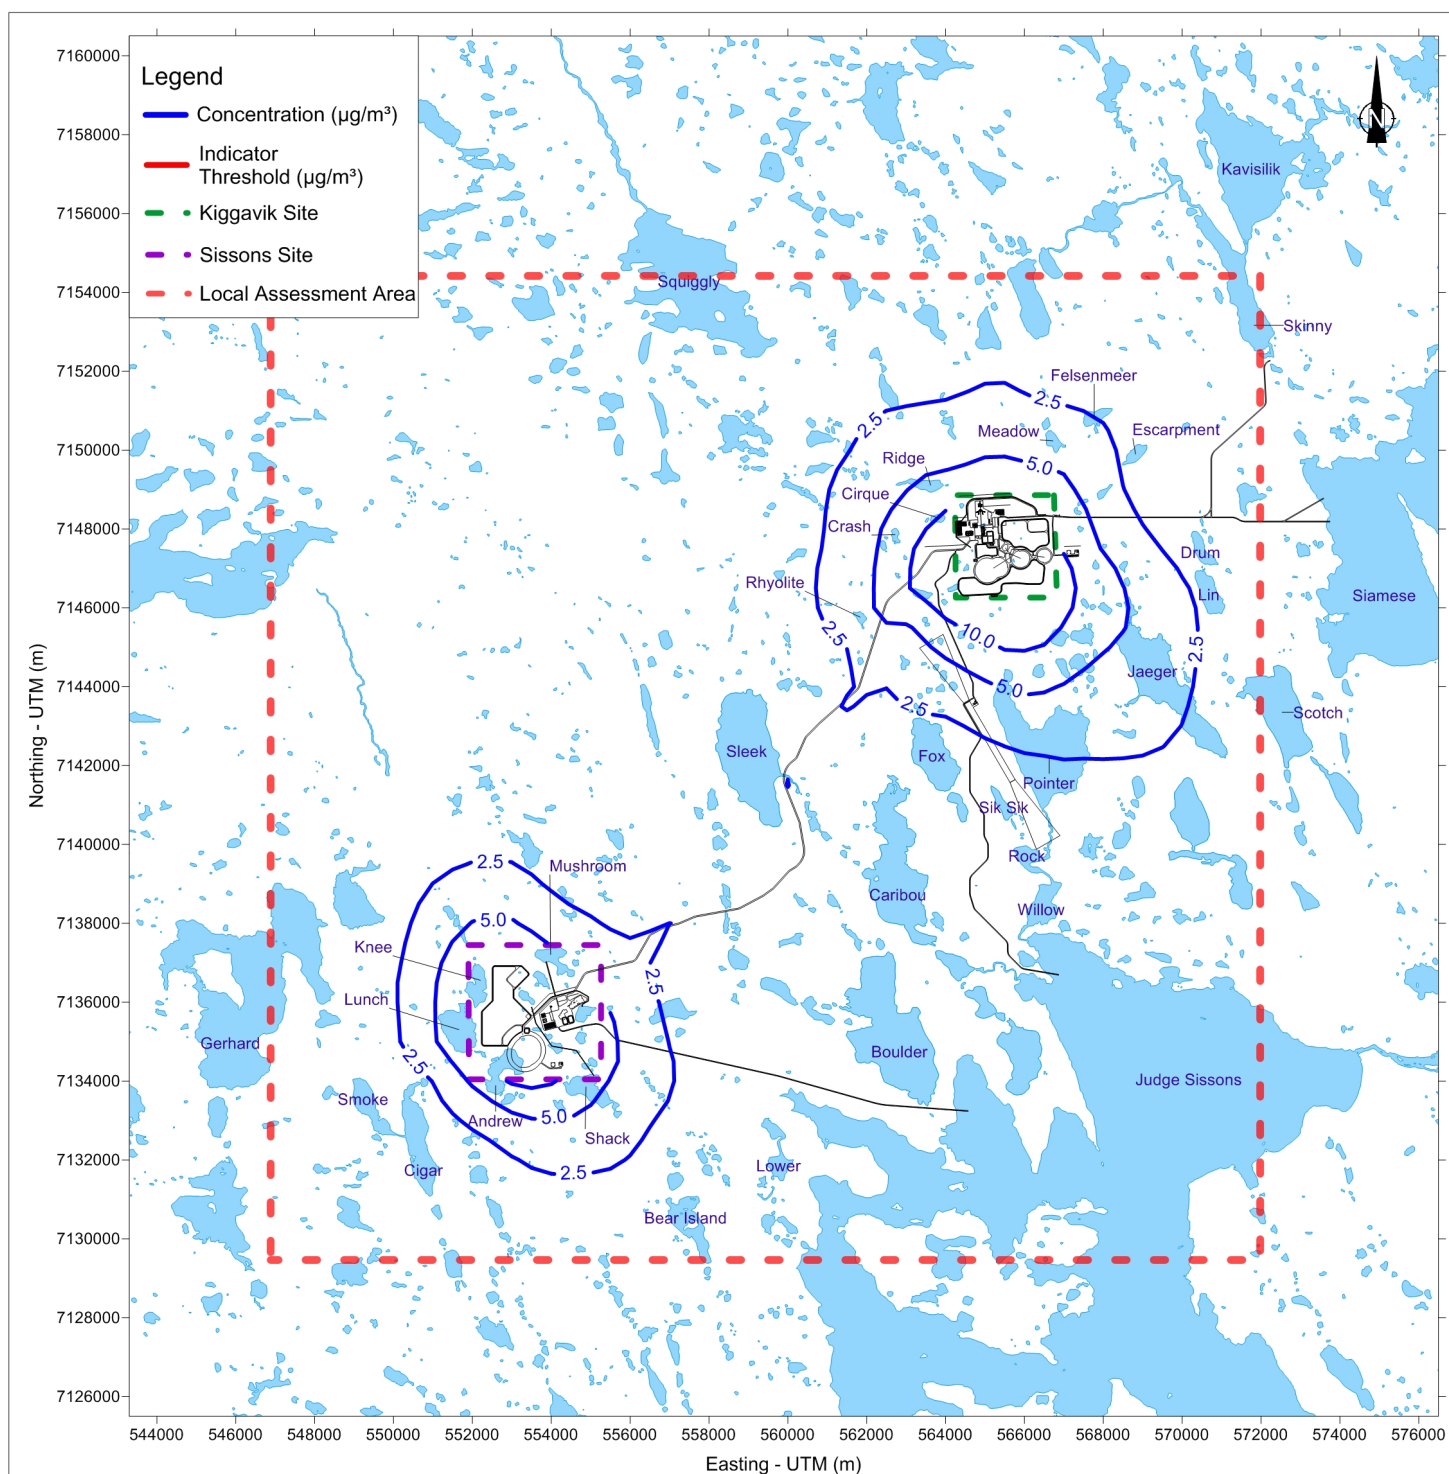 Legend
Concentration (µg/m³)
Indicator
Threshold (µg/m³)
Kiggavik Site
Sissons Site
Local Assessment Area
N
7160000
7158000
7156000
7154000
7152000
7150000
7148000
7146000
7144000
7142000
7140000
7138000
7136000
7134000
7132000
7130000
7128000
7126000
Northing - UTM (m)
Kavisilik
Squiggly
Skinny
Felsenmeer
2.5
2.5
Meadow
Escarpment
Ridge
5.0
Cirque
Crash
Drum
Rhyolite
Lin
Siamese
2.5
10.0
2.5
Jaeger
5.0
2.5
Scotch
Sleek
Fox
Pointer
Sik Sik
Rock
2.5
Mushroom
Caribou
Willow
5.0
Knee
2.5
Lunch
Gerhard
2.5
Boulder
Judge Sissons
Smoke
Andrew
5.0
Shack
Cigar
2.5
Lower
Bear Island
544000 546000 548000 550000 552000 554000 556000 558000 560000 562000 564000 566000 568000 570000 572000 574000 576000
Easting - UTM (m)